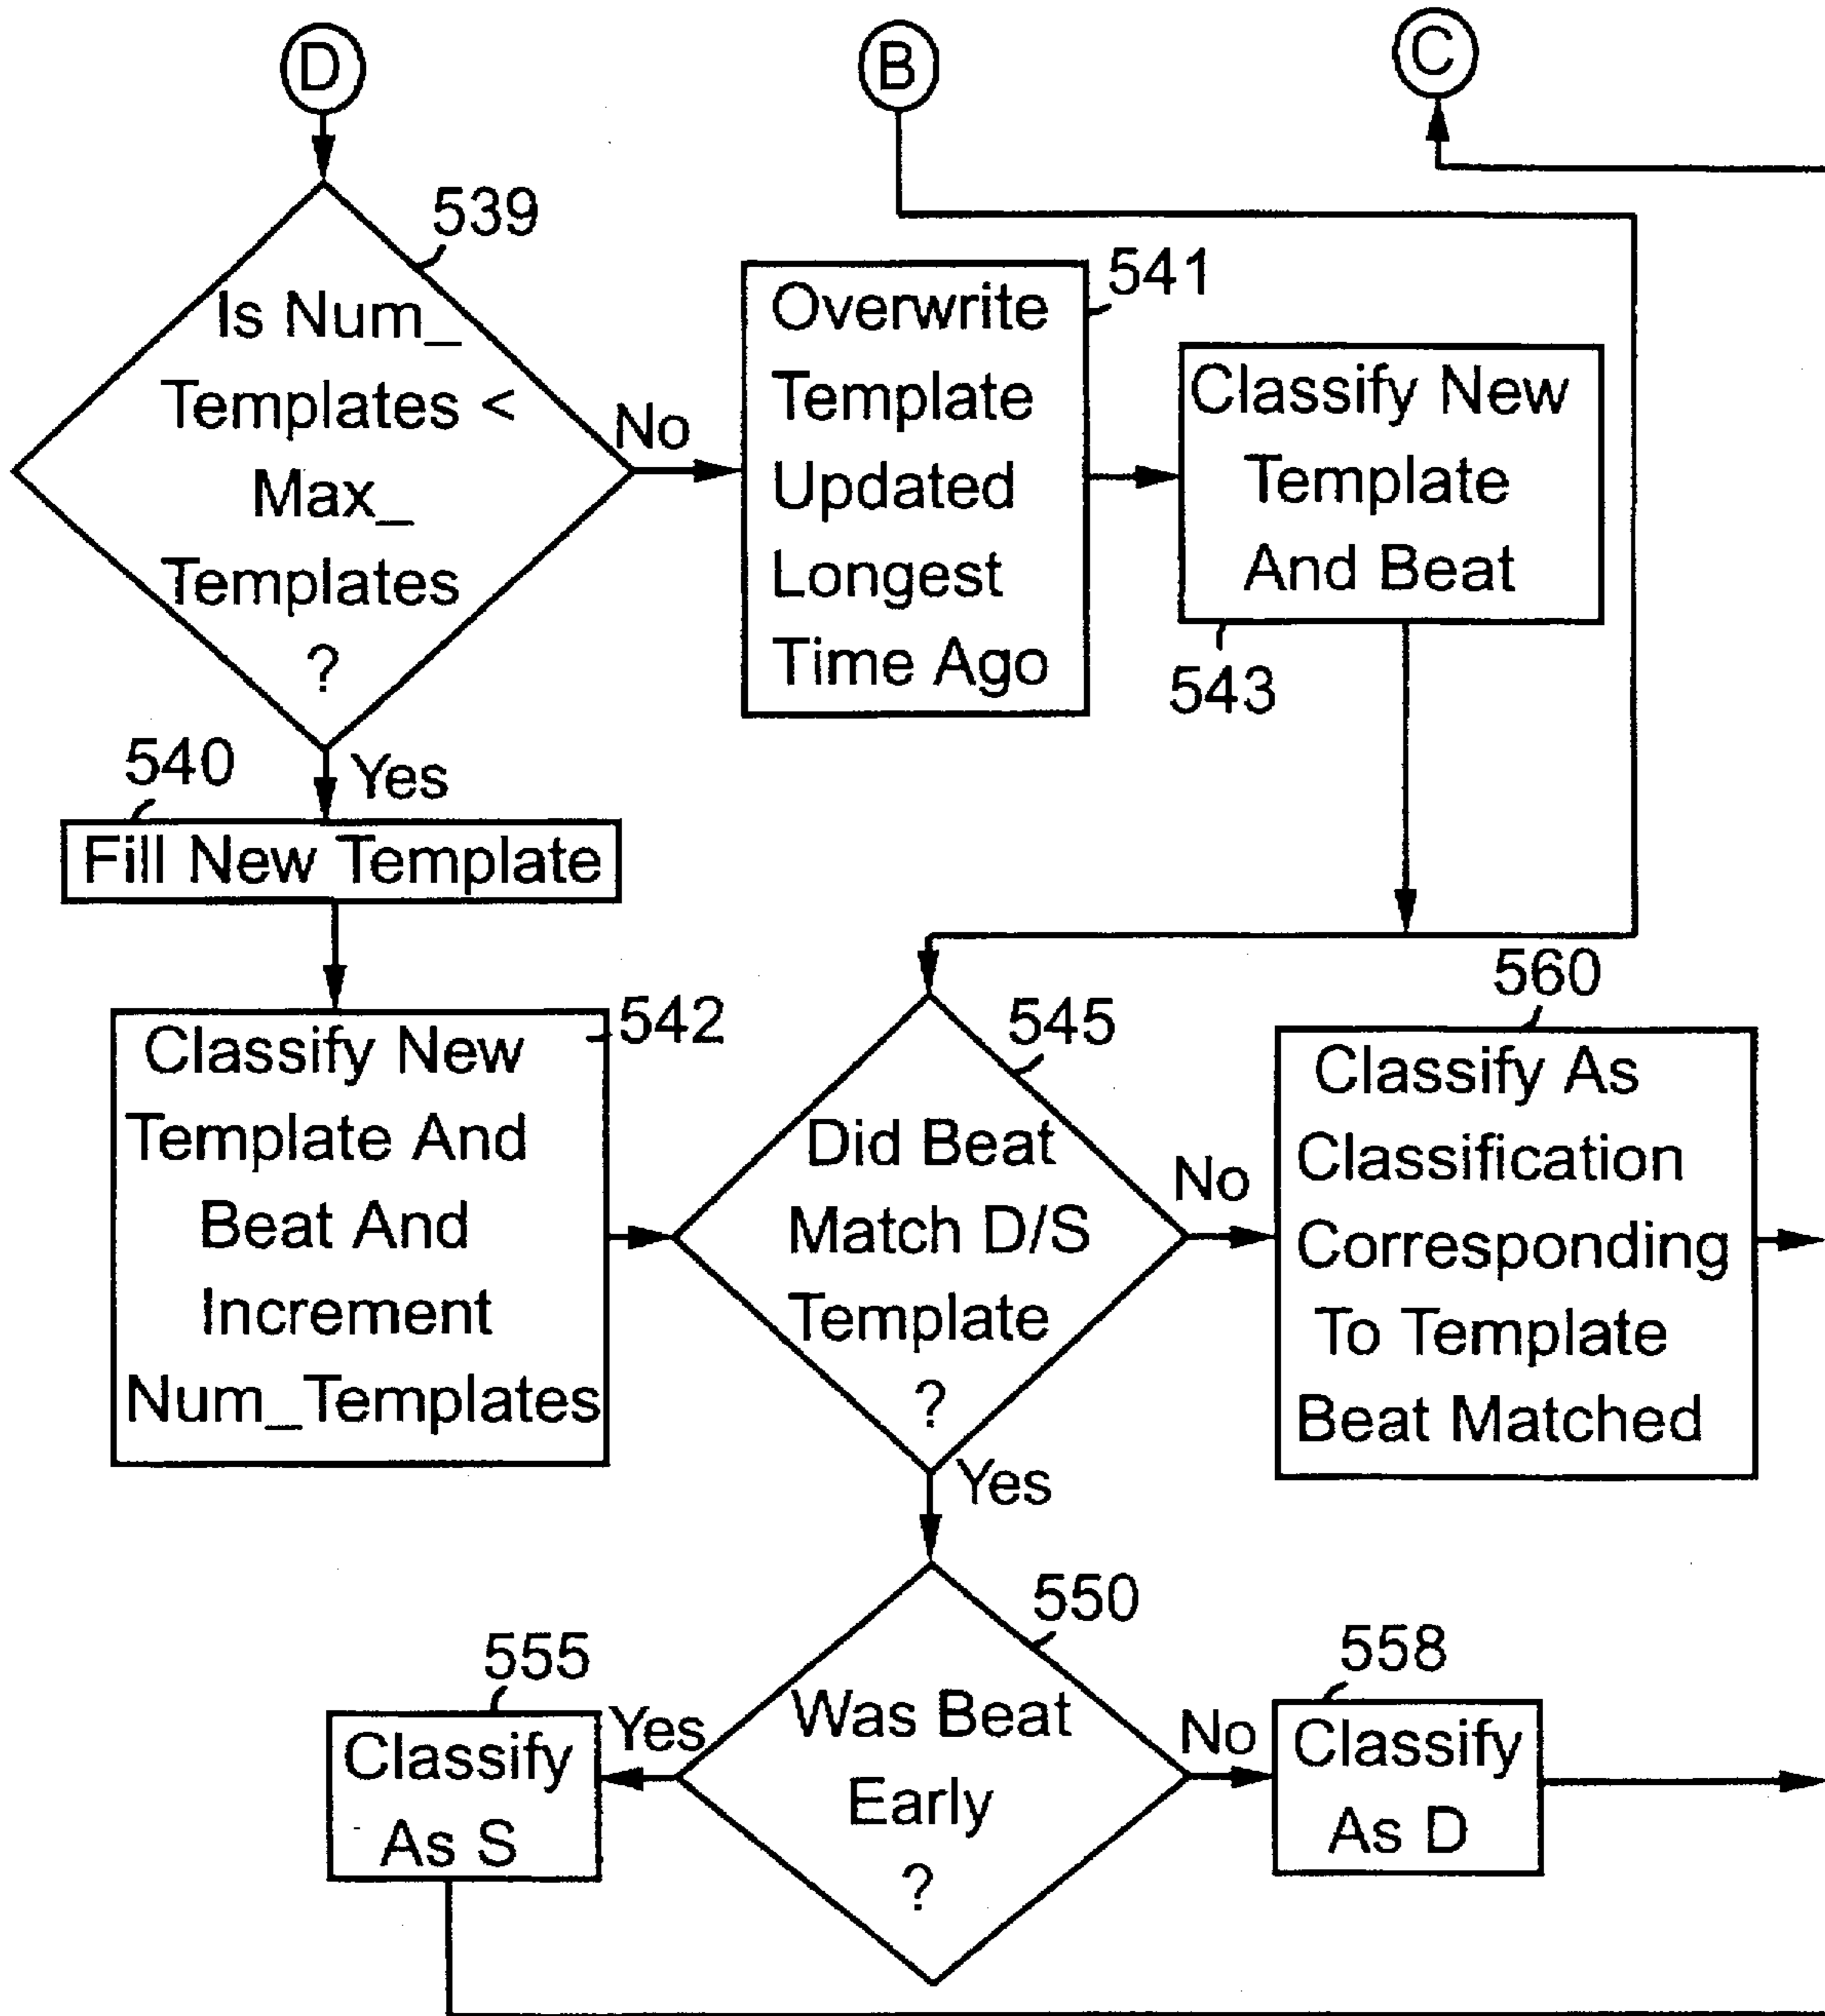 D
B
C
539
Is Num_
Templates <
Max_
Templates
?
No
Yes
541
Overwrite
Template
Updated
Longest
Time Ago
Classify New
Template
And Beat
543
540
Fill New Template
542
Classify New
Template And
Beat And
Increment
Num_Templates
545
Did Beat
Match D/S
Template
?
No
Yes
560
Classify As
Classification
Corresponding
To Template
Beat Matched
550
Was Beat
Early
?
Yes
No
555
Classify
As S
558
Classify
As D